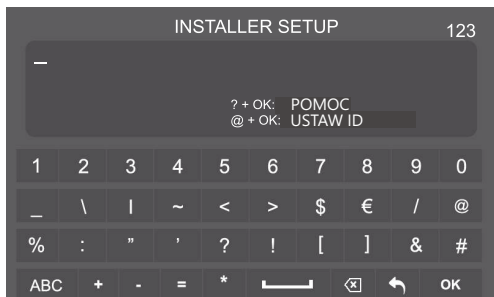 INSTALLER SETUP
123
_
? + OK: POMOC
@ + OK: USTAW ID
1 2 3 4 5 6 7 8 9 0
_ \ | ~ < > $ € / @
% : " ' ? ! [ ] & #
ABC + - = * OK